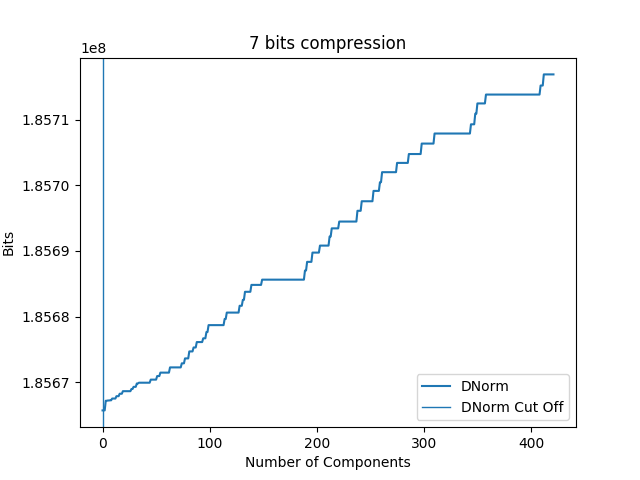 7 bits compression
1e8
1.8571
1.8570
1.8569
1.8568
1.8567
Bits
0 100 200 300 400
Number of Components
DNorm
DNorm Cut Off